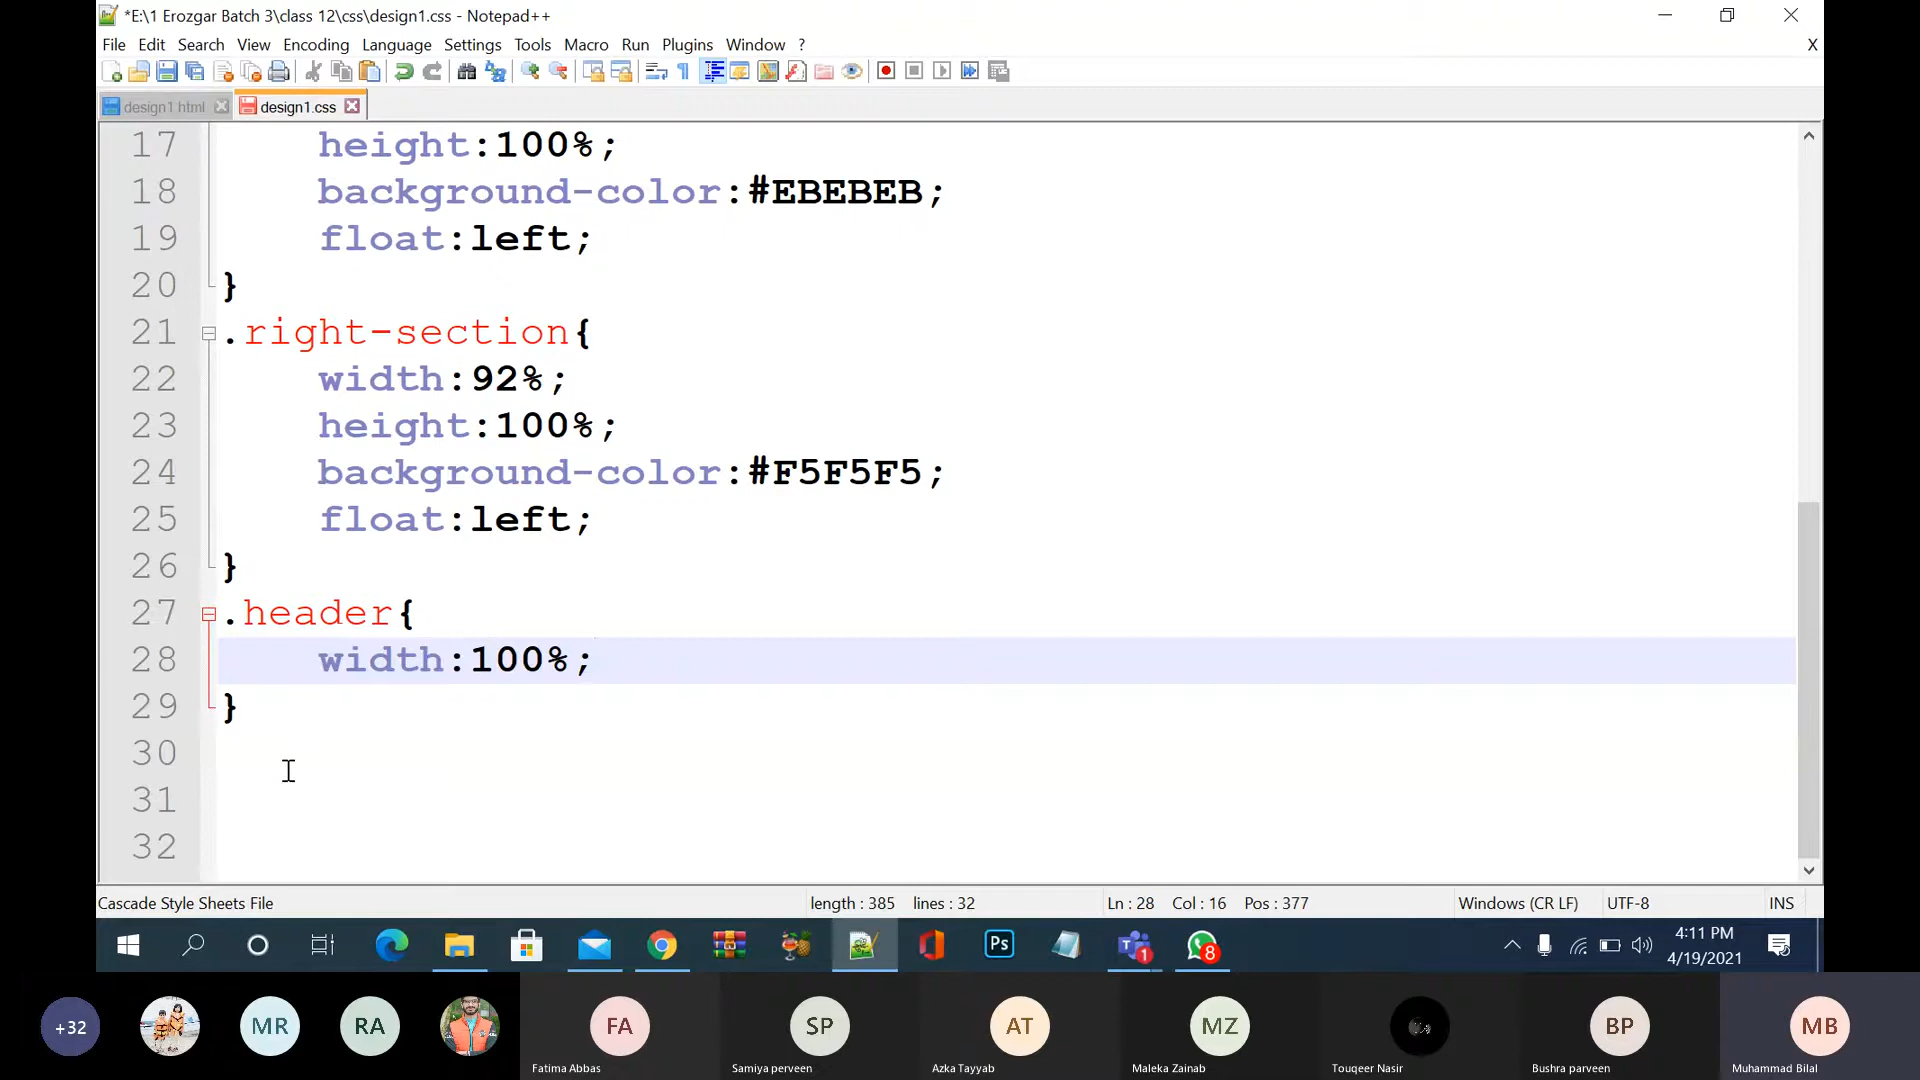 *E:\1 Erozgar Batch 3\class 12\css\design1.css - Notepad++
File Edit Search View Encoding Language Settings Tools Macro Run Plugins Window ? X
design1.html design1.css
17 height:100%;
18 background-color:#EBEBEB;
19 float:left;
20 }
21 .right-section{
22 width:92%;
23 height:100%;
24 background-color:#F5F5F5;
25 float:left;
26 }
27 .header{
28 width:100%;
29 }
30
31
32
Cascade Style Sheets File length : 385 lines : 32 Ln : 28 Col : 16 Pos : 377 Windows (CR LF) UTF-8 INS
Ps 1 8 4:11 PM
4/19/2021
+32 MR RA FA SP AT MZ BP MB
Fatima Abbas Samiya perveen Azka Tayyab Maleka Zainab Touqeer Nasir Bushra parveen Muhammad Bilal